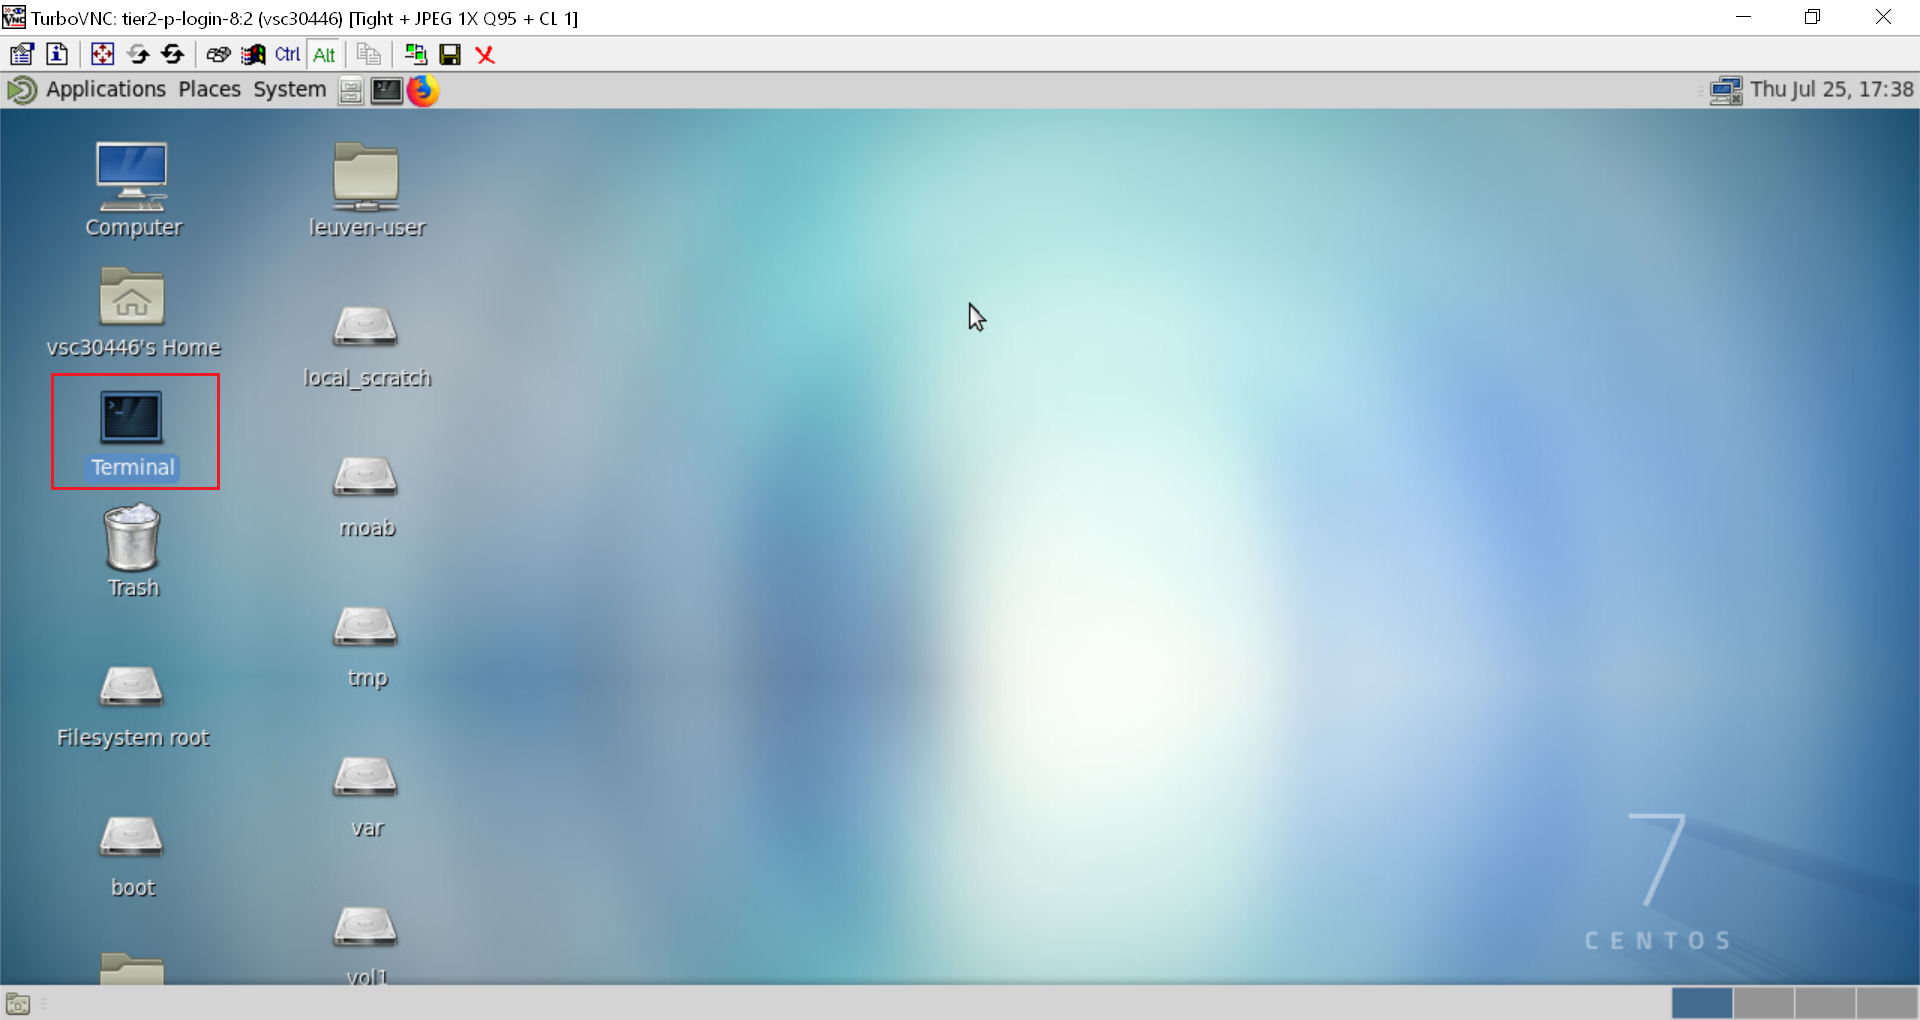 TurboVNC: tier2-p-login-8:2 (vsc30446) [Tight + JPEG 1X Q95 + CL 1]
Ctrl Alt
Applications Places System Thu Jul 25, 17:38
Computer
leuven-user
vsc30446's Home
local_scratch
Terminal
moab
Trash
tmp
Filesystem root
var
boot
vol1
7
CENTOS